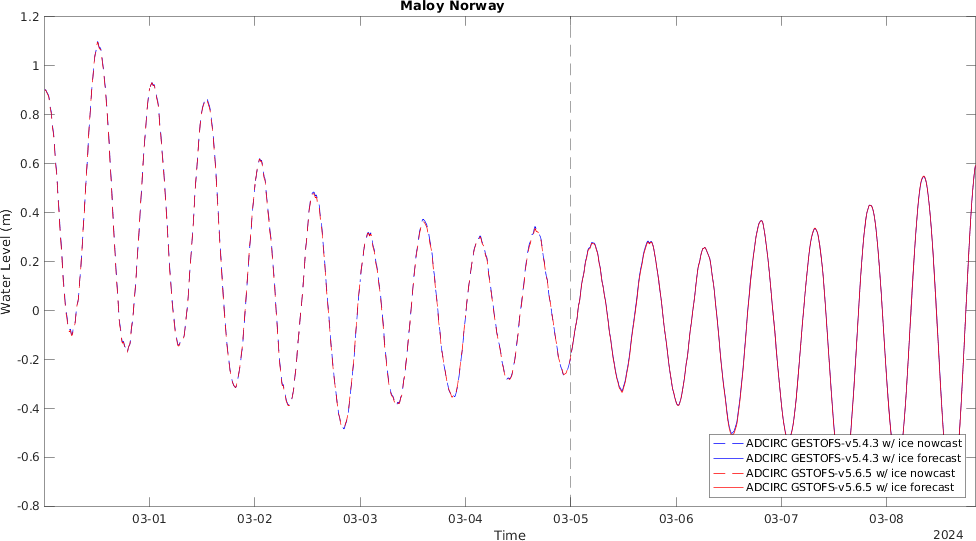 Maloy Norway
1.2
1
0.8
0.6
0.4
0.2
0
-0.2
-0.4
-0.6
-0.8
Water Level (m)
ADCIRC GESTOFS-v5.4.3 w/ ice nowcast
ADCIRC GESTOFS-v5.4.3 w/ ice forecast
ADCIRC GSTOFS-v5.6.5 w/ ice nowcast
ADCIRC GSTOFS-v5.6.5 w/ ice forecast
03-01 03-02 03-03 03-04 03-05 03-06 03-07 03-08
Time
2024